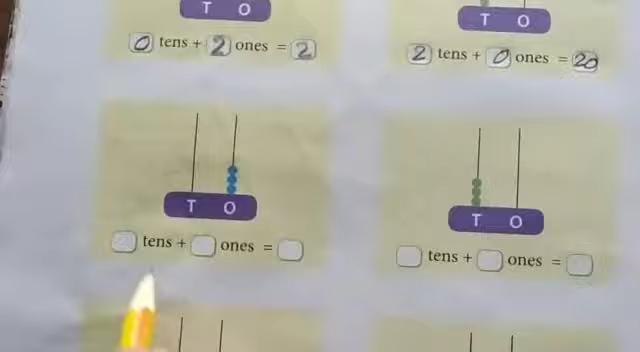 T O
T O
0 tens + 2 ones = 2
2 tens + 0 ones = 20
T O
T O
tens + ones =
tens + ones =